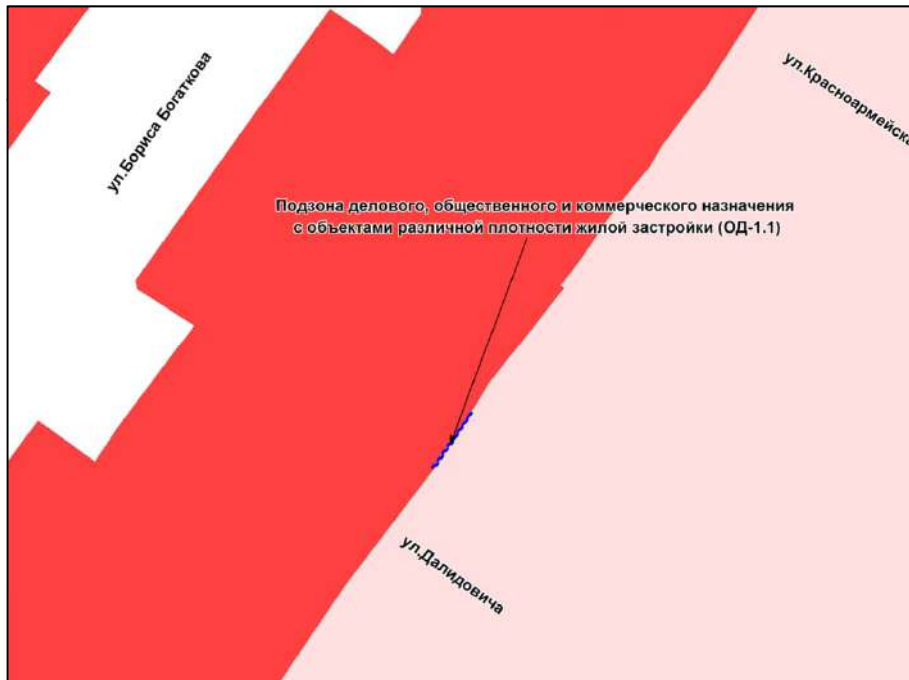 ул.Бориса Богаткова
ул.Красноармейска
Подзона делового, общественного и коммерческого назначения
с объектами различной плотности жилой застройки (ОД-1.1)
ул.Далидовича